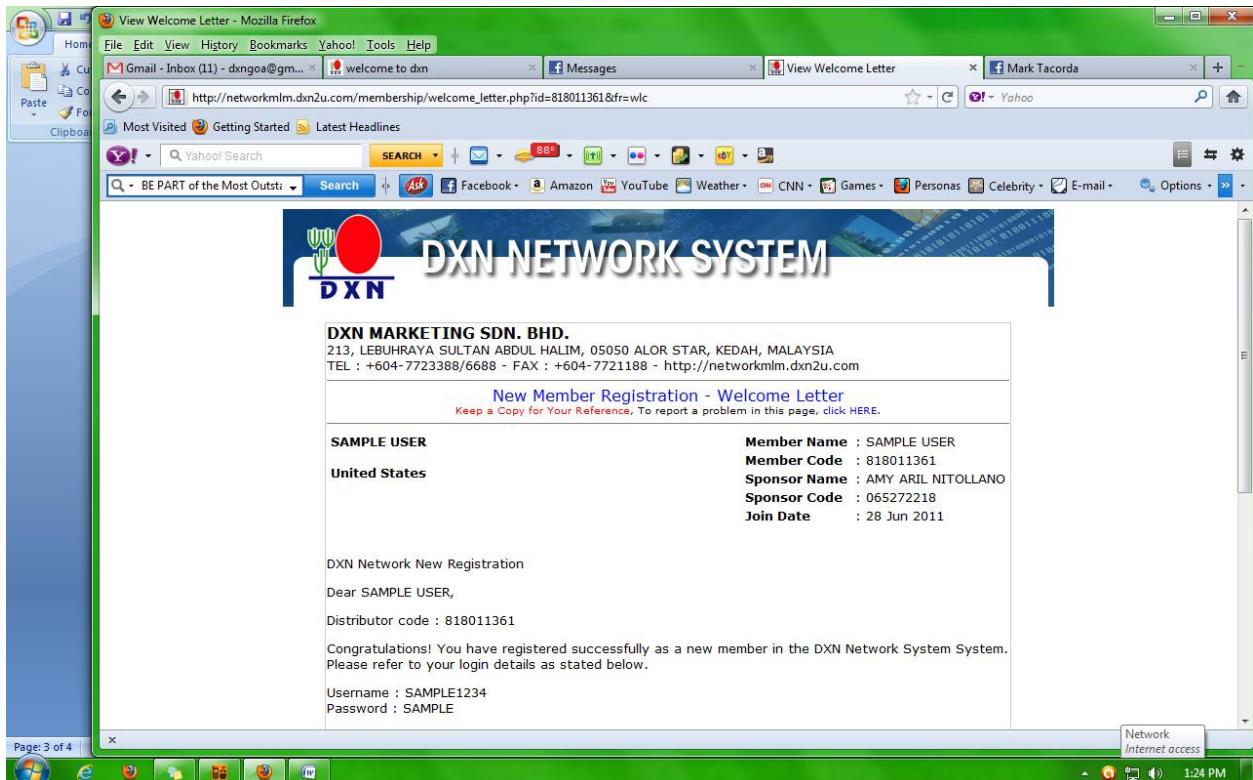 View Welcome Letter - Mozilla Firefox
Home
File Edit View History Bookmarks Yahoo! Tools Help
Gmail - Inbox (11) - dxngoa@gm...
welcome to dxn
Messages
View Welcome Letter
Mark Tacorda
Paste
Clipboa
http://networkmlm.dxn2u.com/membership/welcome_letter.php?id=818011361&fr=wlc
Yahoo
Most Visited Getting Started Latest Headlines
Yahoo! Search SEARCH 88°
BE PART of the Most Outsta Search Ask Facebook Amazon YouTube Weather CNN Games Personas Celebrity E-mail Options
DXN
DXN NETWORK SYSTEM
DXN MARKETING SDN. BHD.
213, LEBUHRAYA SULTAN ABDUL HALIM, 05050 ALOR STAR, KEDAH, MALAYSIA
TEL : +604-7723388/6688 - FAX : +604-7721188 - http://networkmlm.dxn2u.com
New Member Registration - Welcome Letter
Keep a Copy for Your Reference, To report a problem in this page, click HERE.
SAMPLE USER
United States
Member Name : SAMPLE USER
Member Code : 818011361
Sponsor Name : AMY ARIL NITOLLANO
Sponsor Code : 065272218
Join Date : 28 Jun 2011
DXN Network New Registration
Dear SAMPLE USER,
Distributor code : 818011361
Congratulations! You have registered successfully as a new member in the DXN Network System System.
Please refer to your login details as stated below.
Username : SAMPLE1234
Password : SAMPLE
Network
Internet access
Page: 3 of 4
1:24 PM